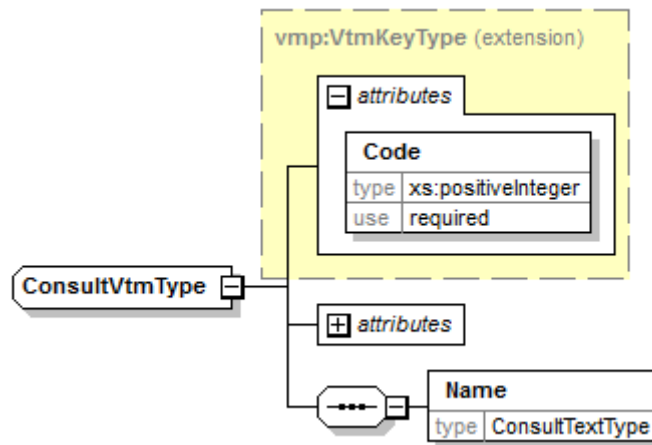 vmp:VtmKeyType (extension)
attributes
Code
type xs:positiveInteger
use required
ConsultVtmType
attributes
Name
type ConsultTextType